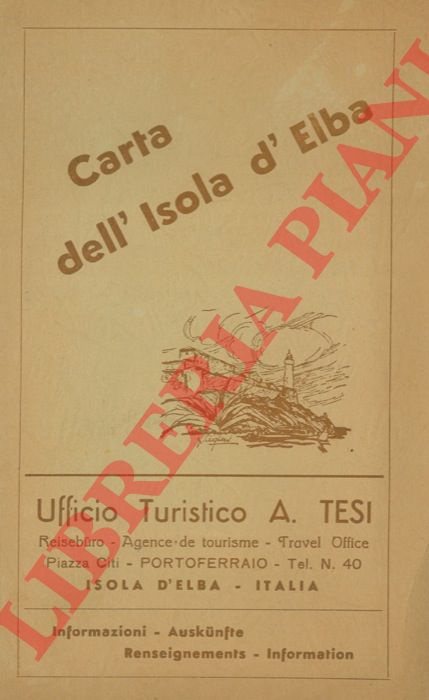 Carta
dell' Isola d' Elba
Ufficio Turistico A. TESI
Reisebüro - Agence de tourisme - Travel Office
Piazza Citi - PORTOFERRAIO - Tel. N. 40
ISOLA D'ELBA - ITALIA
Informazioni - Auskünfte
Renseignements - Information
LIBRERIA PIANI